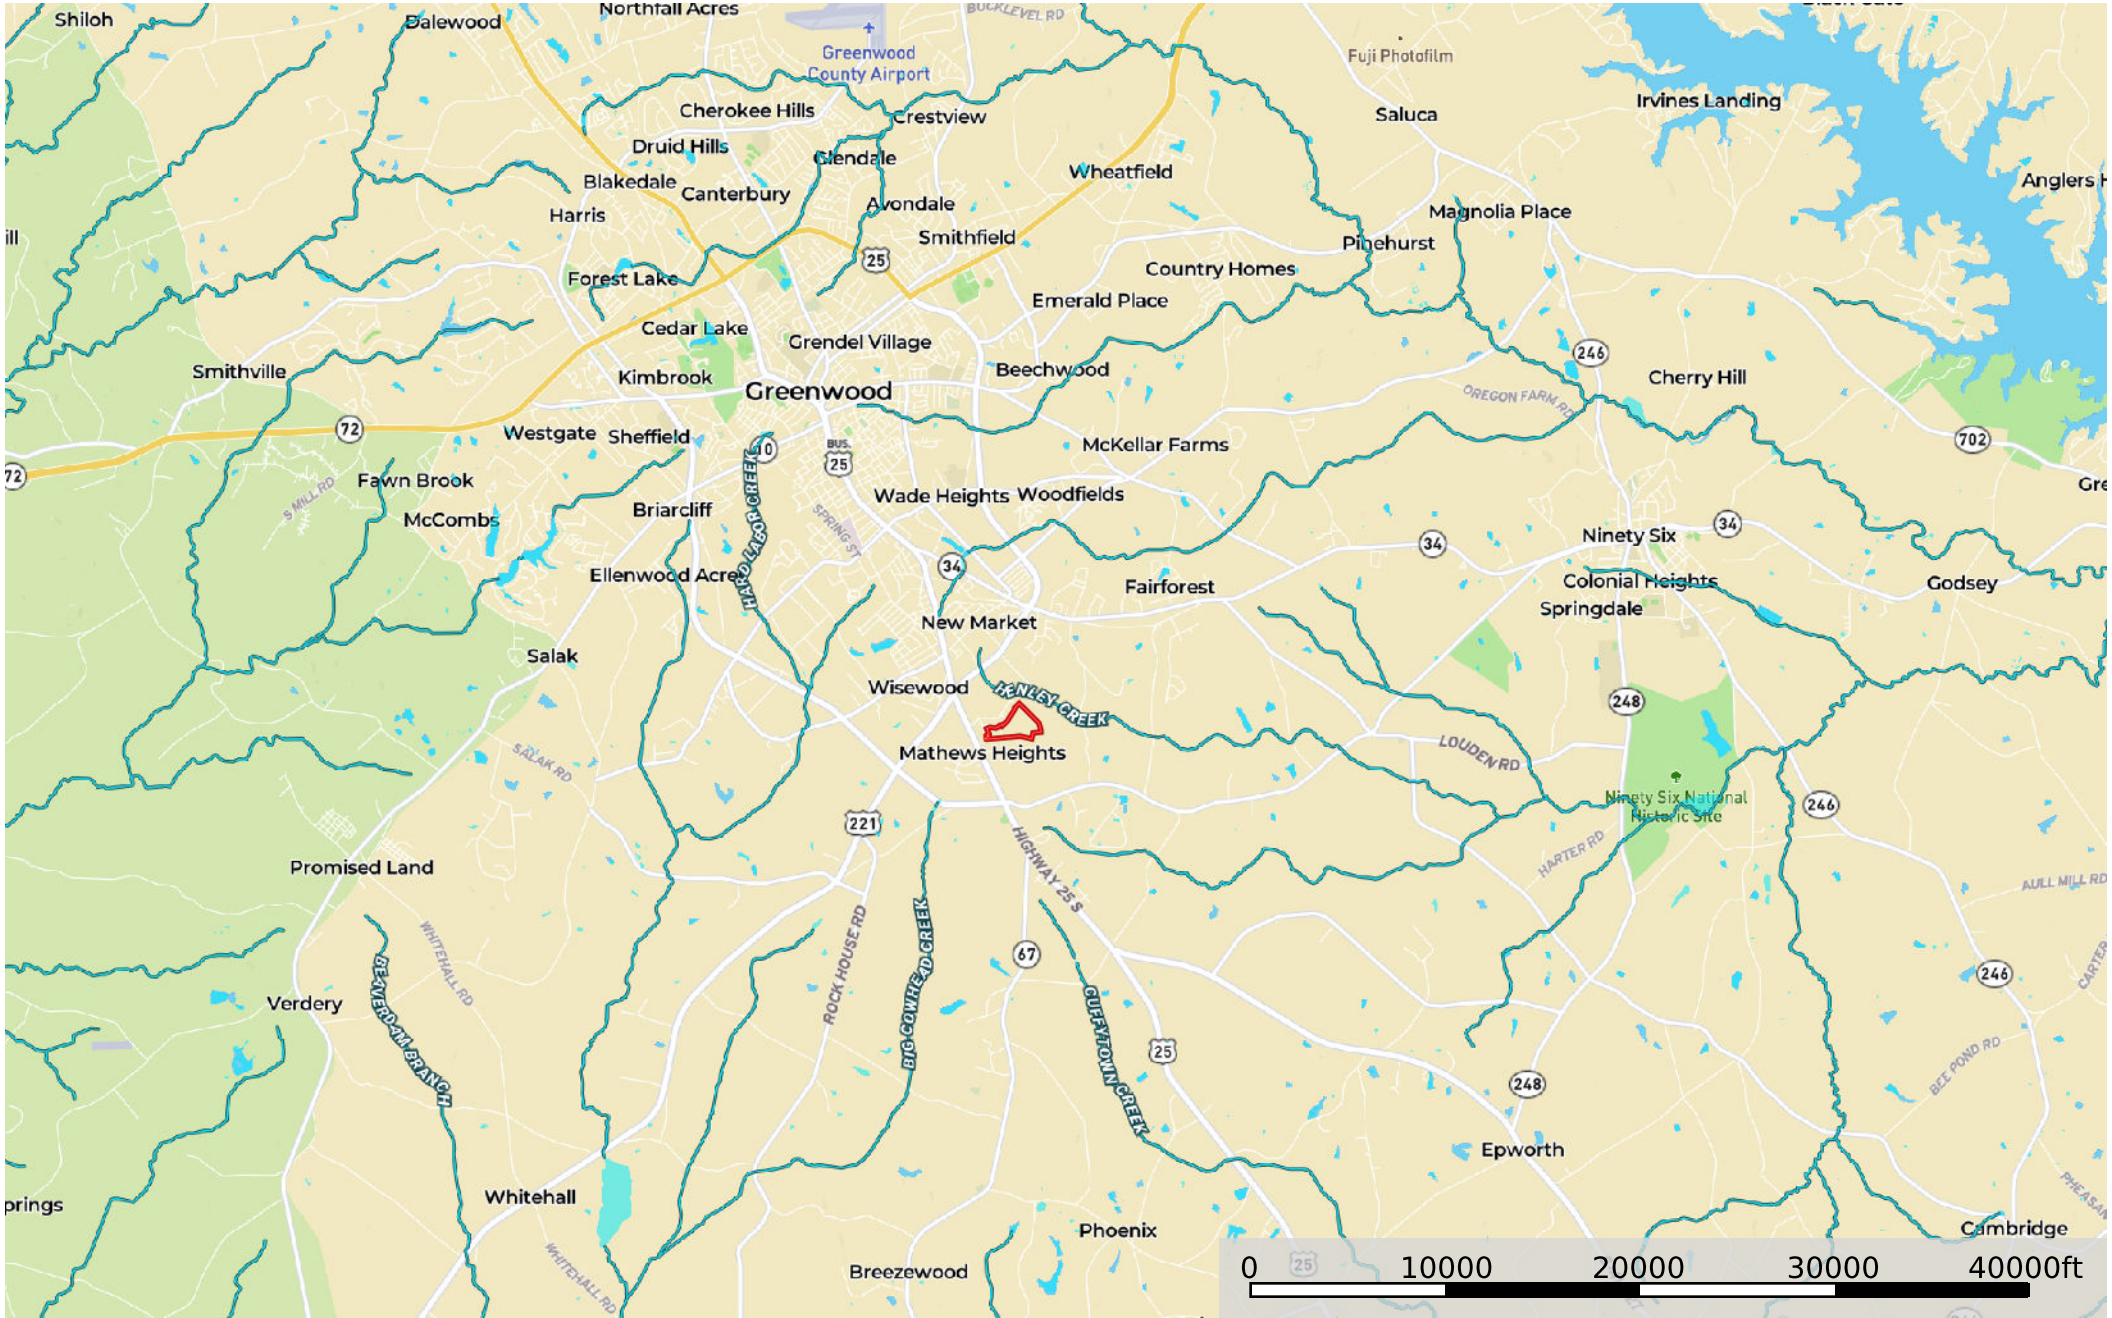 Shiloh
Dalewood
Northfall Acres
BUCKLEVEL RD
Greenwood
County Airport
Fuji Photofilm
Irvines Landing
Cherokee Hills
Crestview
Saluca
Druid Hills
Glendale
Wheatfield
Blakedale
Canterbury
Anglers H
Harris
Avondale
Magnolia Place
ill
Smithfield
Pinehurst
25
Forest Lake
Country Homes
Emerald Place
Cedar Lake
Grendel Village
246
Smithville
Kimbrook
Beechwood
Cherry Hill
Greenwood
OREGON FARM RD
72
Westgate
Sheffield
10
BUS.
25
McKellar Farms
702
72
Fawn Brook
S MILL RD
Gre
McCombs
Briarcliff
HARD LABOR CREEK
SPRING ST
Wade Heights
Woodfields
34
Ninety Six
34
34
Ellenwood Acres
Fairforest
Colonial Heights
Godsey
Springdale
New Market
Salak
Wisewood
HENLEY CREEK
248
SALAK RD
Mathews Heights
LOUDEN RD
Ninety Six National
Historic Site
246
221
HIGHWAY 25 S
HARTER RD
Promised Land
AULL MILL RD
WHITEHALL RD
ROCK HOUSE RD
BIG COWHEAD CREEK
67
246
CARTER
Verdery
BEAVERDAM BRANCH
CUFFYTOWN CREEK
25
BEE POND RD
248
Epworth
prings
Whitehall
PHEASAN
Phoenix
Cambridge
WHITEHALL RD
Breezewood
25
0 10000 20000 30000 40000ft